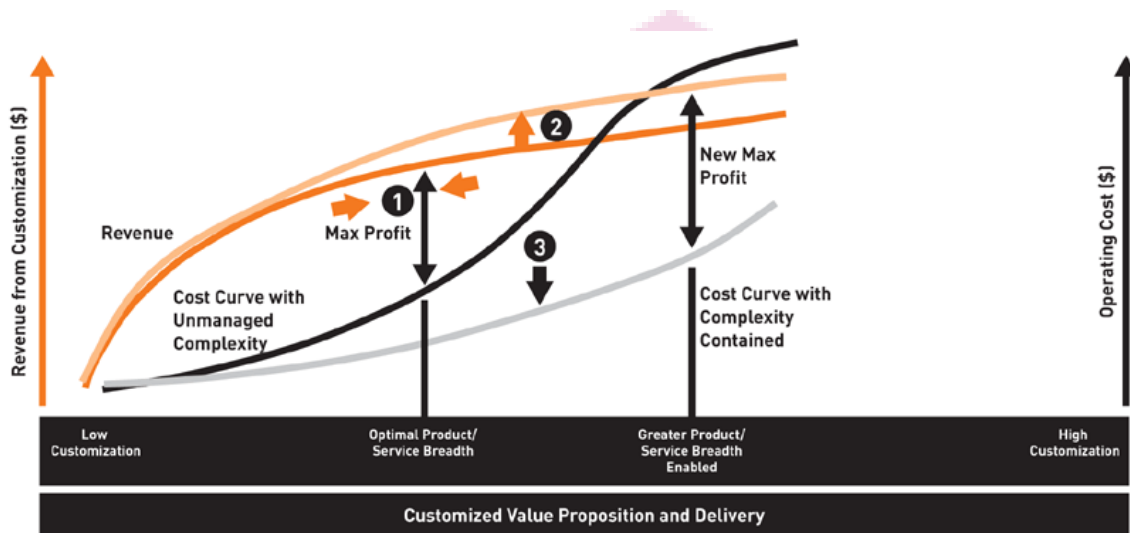 Revenue from Customization ($)
Operating Cost ($)
2
New Max
Profit
1
Revenue
Max Profit
3
Cost Curve with
Unmanaged
Complexity
Cost Curve with
Complexity
Contained
Low
Customization
Optimal Product/
Service Breadth
Greater Product/
Service Breadth
Enabled
High
Customization
Customized Value Proposition and Delivery